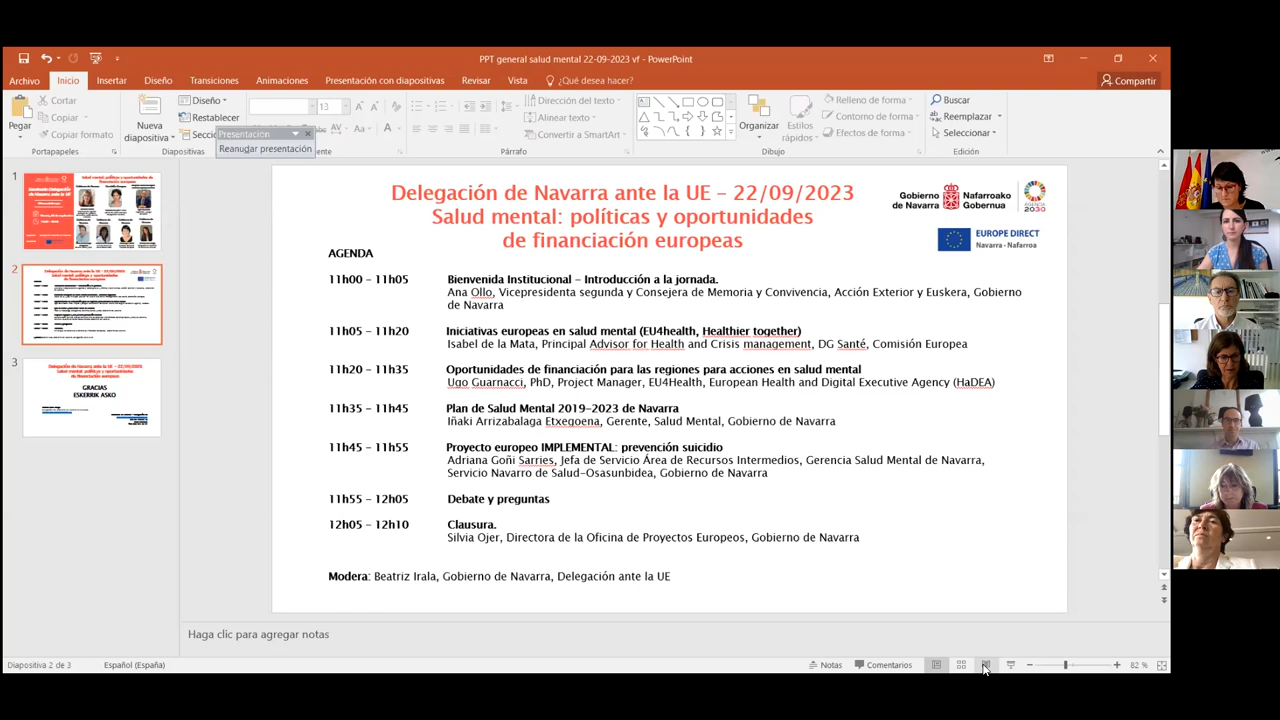 PPT general salud mental 22-09-2023 vf - PowerPoint
Archivo Inicio Insertar Diseño Transiciones Animaciones Presentación con diapositivas Revisar Vista ¿Qué desea hacer? Compartir
Pegar
Cortar
Copiar
Copiar formato
Portapapeles
Nueva
diapositiva
Diseño
Restablecer
Diapositivas
Presentación
Reanudar presentación
13
Párrafo
Dirección del texto
Alinear texto
Convertir a SmartArt
Organizar
Estilos
rápidos
Relleno de forma
Contorno de forma
Efectos de forma
Dibujo
Buscar
Reemplazar
Seleccionar
Edición
1
2
3
GRACIAS
ESKERRIK ASKO
Delegación de Navarra ante la UE – 22/09/2023
Salud mental: políticas y oportunidades
de financiación europeas
Gobierno de Navarra
Nafarroako Gobernua
AGENDA 2030
EUROPE DIRECT
Navarra - Nafarroa
AGENDA
11h00 – 11h05 Bienvenida institucional – Introducción a la jornada.
Ana Ollo, Vicepresidenta segunda y Consejera de Memoria y Convivencia, Acción Exterior y Euskera, Gobierno
de Navarra
11h05 – 11h20 Iniciativas europeas en salud mental (EU4health, Healthier together)
Isabel de la Mata, Principal Advisor for Health and Crisis management, DG Santé, Comisión Europea
11h20 – 11h35 Oportunidades de financiación para las regiones para acciones en salud mental
Ugo Guarnacci, PhD, Project Manager, EU4Health, European Health and Digital Executive Agency (HaDEA)
11h35 – 11h45 Plan de Salud Mental 2019–2023 de Navarra
Iñaki Arrizabalaga Etxegoena, Gerente, Salud Mental, Gobierno de Navarra
11h45 – 11h55 Proyecto europeo IMPLEMENTAL: prevención suicidio
Adriana Goñi Sarries, Jefa de Servicio Área de Recursos Intermedios, Gerencia Salud Mental de Navarra,
Servicio Navarro de Salud-Osasunbidea, Gobierno de Navarra
11h55 – 12h05 Debate y preguntas
12h05 – 12h10 Clausura.
Silvia Ojer, Directora de la Oficina de Proyectos Europeos, Gobierno de Navarra
Modera: Beatriz Irala, Gobierno de Navarra, Delegación ante la UE
Haga clic para agregar notas
Diapositiva 2 de 3 Español (España) Notas Comentarios 82 %